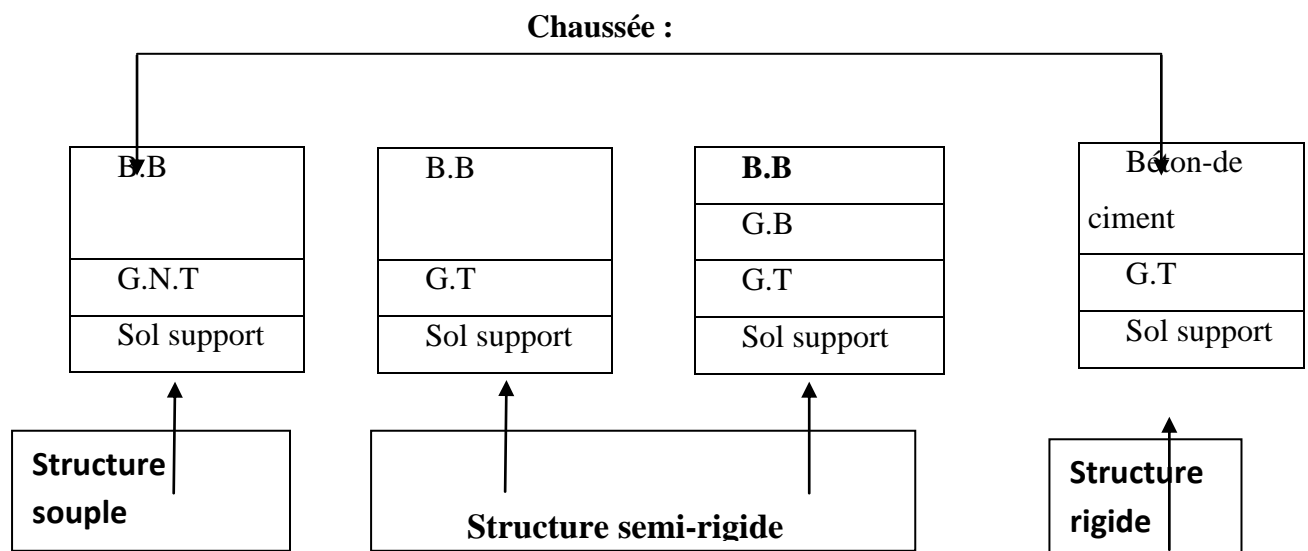 Chaussée :
B.B
G.N.T
Sol support
B.B
G.T
Sol support
B.B
G.B
G.T
Sol support
Béton-de
ciment
G.T
Sol support
Structure
souple
Structure semi-rigide
Structure
rigide